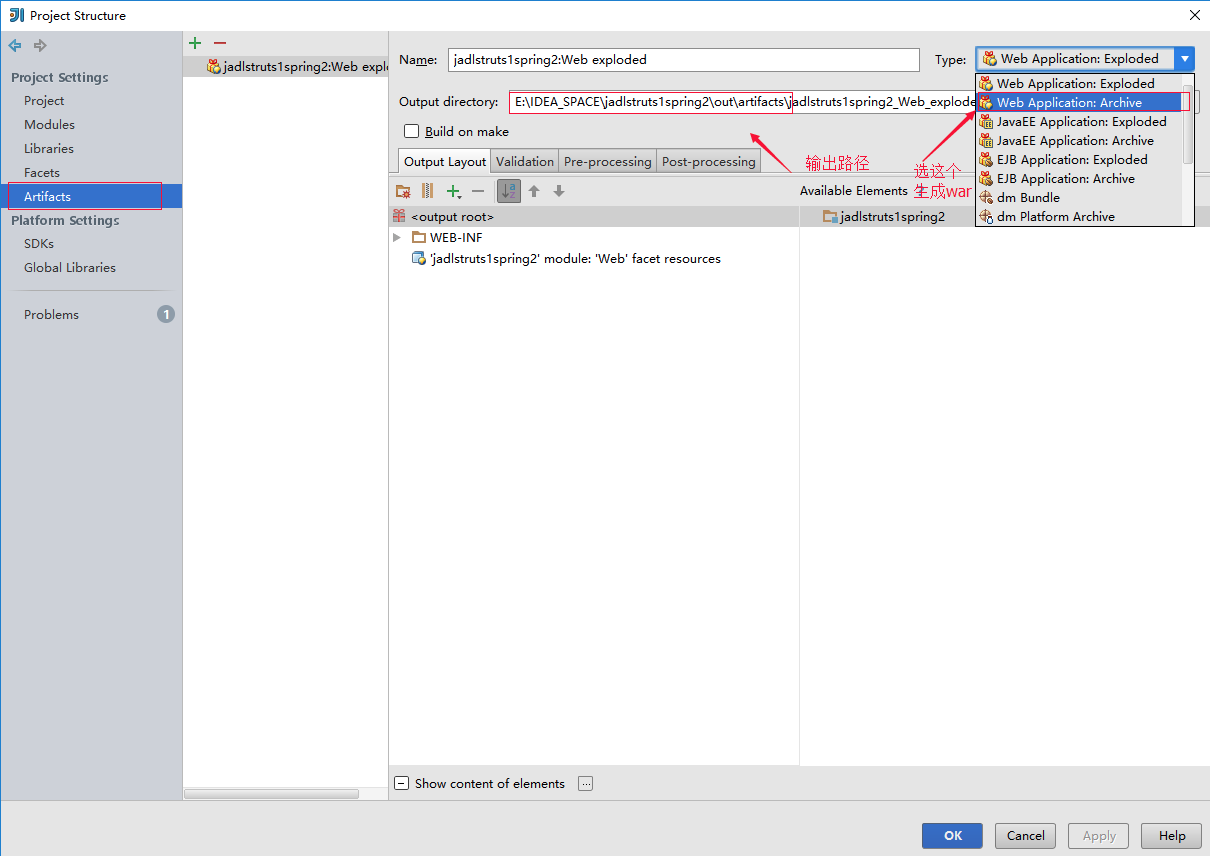 Project Structure
Project Settings
Project
Modules
Libraries
Facets
Artifacts
Platform Settings
SDKs
Global Libraries
Problems
1
jadlstruts1spring2:Web explo
Name: jadlstruts1spring2:Web exploded
Type: Web Application: Exploded
Output directory: E:\IDEA_SPACE\jadlstruts1spring2\out\artifacts\jadlstruts1spring2_Web_explode
Build on make
Web Application: Exploded
Web Application: Archive
JavaEE Application: Exploded
JavaEE Application: Archive
EJB Application: Exploded
EJB Application: Archive
dm Bundle
dm Platform Archive
输出路径
选这个
生成war
Output Layout Validation Pre-processing Post-processing
Available Elements
<output root>
WEB-INF
'jadlstruts1spring2' module: 'Web' facet resources
jadlstruts1spring2
Show content of elements ...
OK Cancel Apply Help